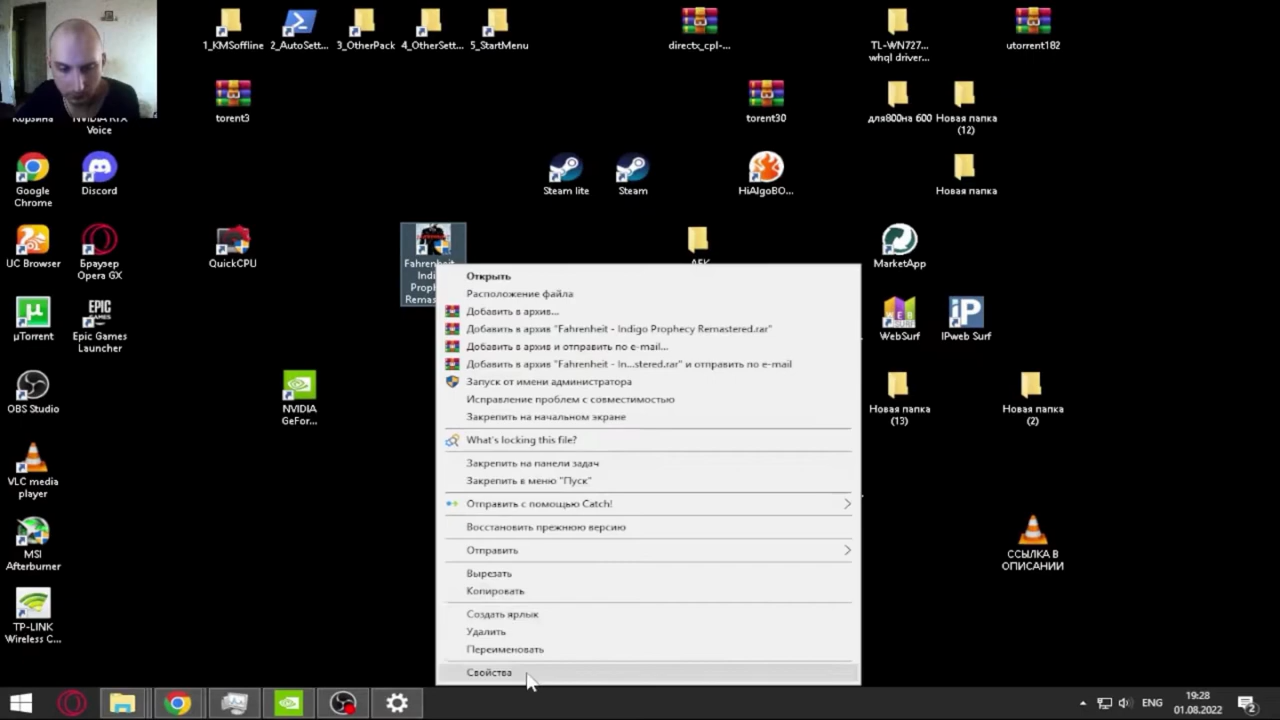 1_KMSoffline
2_AutoSett...
3_OtherPack
4_OtherSett...
5_StartMenu
directx_cpl-...
TL-WN727...
whql driver...
utorrent182
Корзина
NVIDIA RTX
Voice
torent3
torent30
для800на 600
Новая папка
(12)
Google
Chrome
Discord
Steam lite
Steam
HiAlgoBO...
Новая папка
UC Browser
Браузер
Opera GX
QuickCPU
Fahrenheit
Indi
Proph
Remas
MarketApp
µTorrent
Epic Games
Launcher
WebSurf
IPweb Surf
OBS Studio
NVIDIA
GeFor...
Новая папка
(13)
Новая папка
(2)
VLC media
player
MSI
Afterburner
ССЫЛКА В
ОПИСАНИИ
TP-LINK
Wireless C...
Открыть
Расположение файла
Добавить в архив...
Добавить в архив "Fahrenheit - Indigo Prophecy Remastered.rar"
Добавить в архив и отправить по e-mail...
Добавить в архив "Fahrenheit - In...stered.rar" и отправить по e-mail
Запуск от имени администратора
Исправление проблем с совместимостью
Закрепить на начальном экране
What's locking this file?
Закрепить на панели задач
Закрепить в меню "Пуск"
Отправить с помощью Catch!
Восстановить прежнюю версию
Отправить
Вырезать
Копировать
Создать ярлык
Удалить
Переименовать
Свойства
ENG
19:28
01.08.2022
2